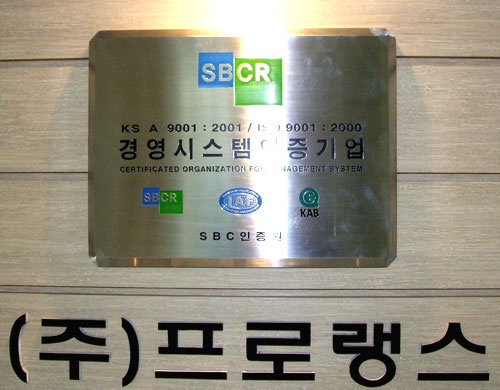 SBCR
KS A 9001 : 2001 / ISO 9001 : 2000
경영시스템인증기업
CERTIFICATED ORGANIZATION FOR MANAGEMENT SYSTEM
SBCR IAF KAB
SBC인증원
(주)프로랭스